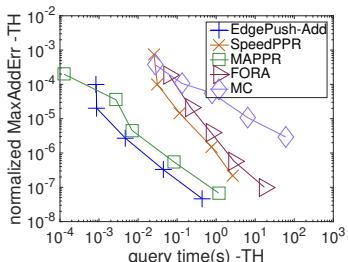 normalized MaxAddErr -TH
10^-2
10^-3
10^-4
10^-5
10^-6
10^-7
10^-8
EdgePush-Add
SpeedPPR
MAPPR
FORA
MC
10^-4 10^-3 10^-2 10^-1 10^0 10^1 10^2 10^3
query time(s) -TH